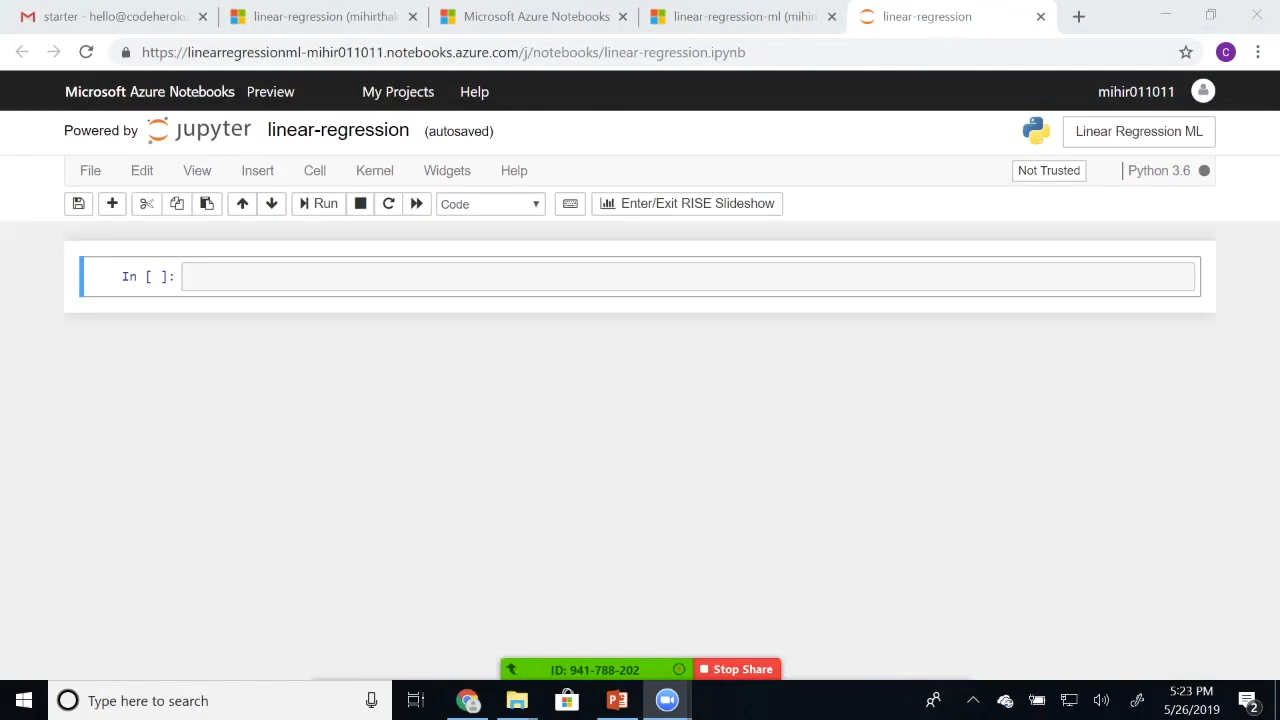 starter - hello@codeheroku
linear-regression (mihirthak
Microsoft Azure Notebooks
linear-regression-ml (mihir
linear-regression
https://linearregressionml-mihir011011.notebooks.azure.com/j/notebooks/linear-regression.ipynb
C
Microsoft Azure Notebooks Preview My Projects Help mihir011011
Powered by jupyter linear-regression (autosaved) Linear Regression ML
File Edit View Insert Cell Kernel Widgets Help Not Trusted Python 3.6
Run Code Enter/Exit RISE Slideshow
In [ ]:
ID: 941-788-202 Stop Share
Type here to search
5:23 PM
5/26/2019
2